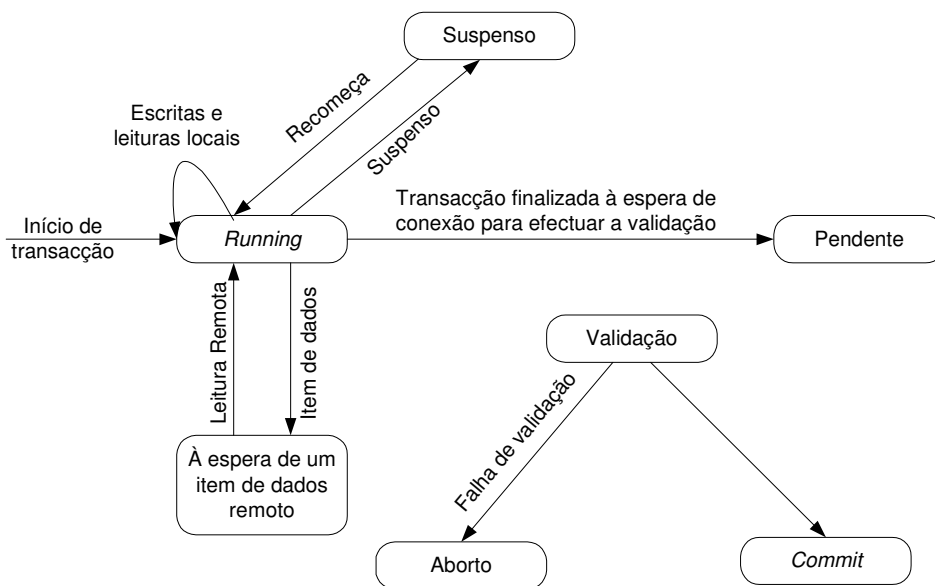 Suspenso
Recomeça
Suspenso
Escritas e
leituras locais
Transacção finalizada à espera de
conexão para efectuar a validação
Início de
transacção
Running
Pendente
Leitura Remota
Item de dados
Validação
Falha de validação
À espera de um
item de dados
remoto
Aborto
Commit